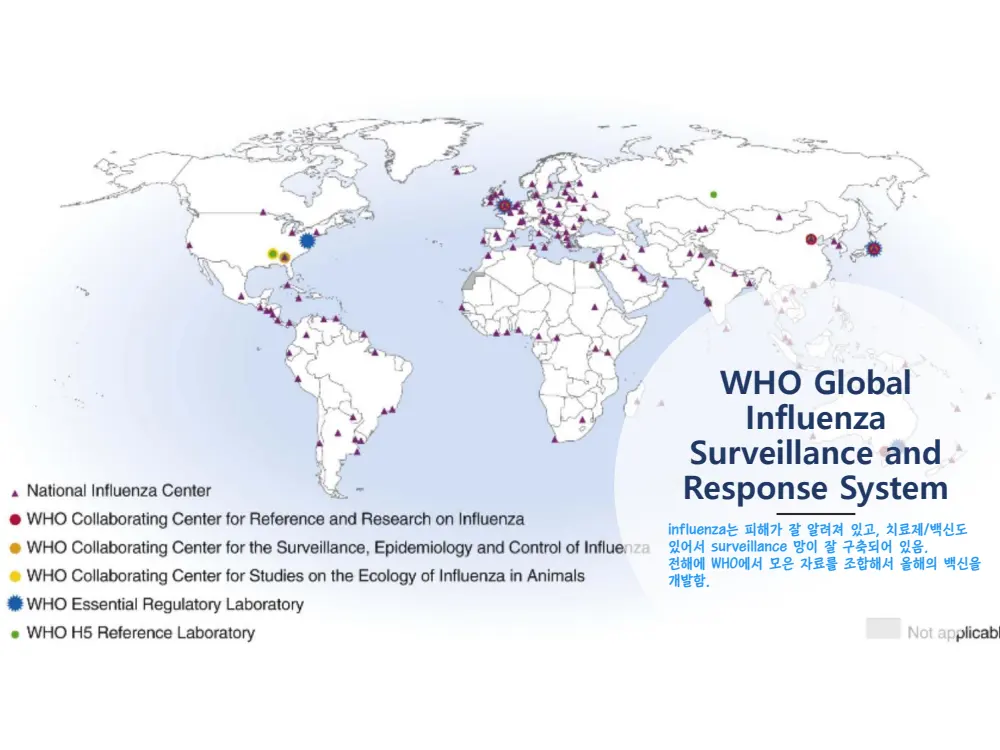 WHO Global
Influenza
Surveillance and
Response System
influenza는 피해가 잘 알려져 있고, 치료제/백신도
있어서 surveillance 망이 잘 구축되어 있음.
전해에 WHO에서 모은 자료를 조합해서 올해의 백신을
개발함.
National Influenza Center
WHO Collaborating Center for Reference and Research on Influenza
WHO Collaborating Center for the Surveillance, Epidemiology and Control of Influenza
WHO Collaborating Center for Studies on the Ecology of Influenza in Animals
WHO Essential Regulatory Laboratory
WHO H5 Reference Laboratory
Not applicabl